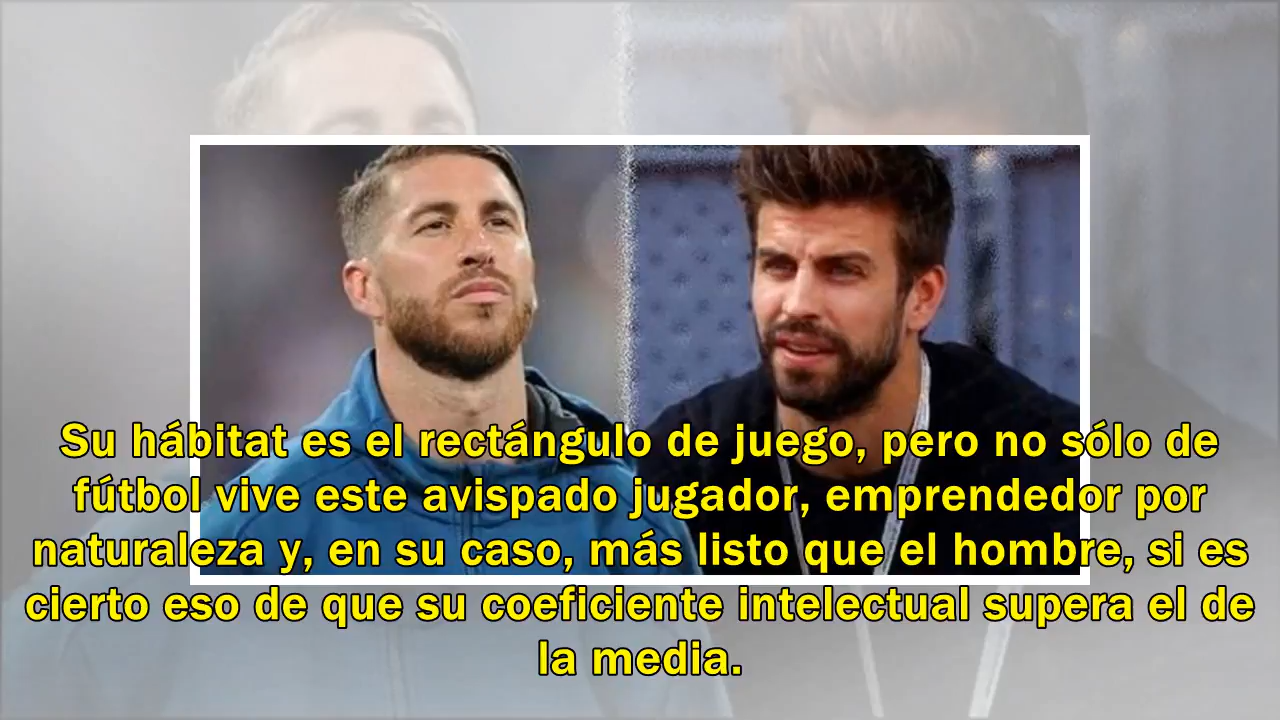 Su hábitat es el rectángulo de juego, pero no sólo de
fútbol vive este avispado jugador, emprendedor por
naturaleza y, en su caso, más listo que el hombre, si es
cierto eso de que su coeficiente intelectual supera el de
la media.